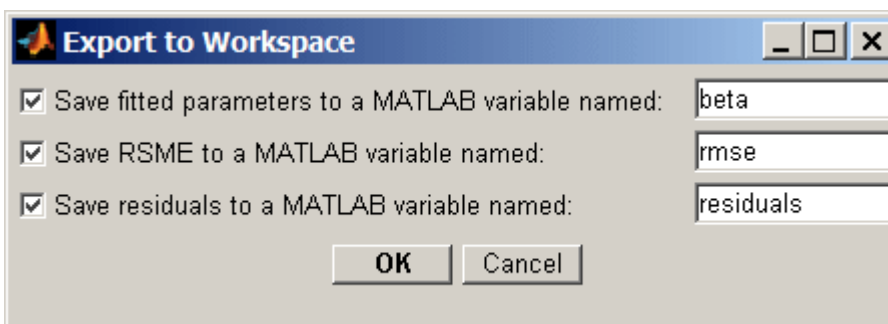 Export to Workspace
Save fitted parameters to a MATLAB variable named: beta
Save RSME to a MATLAB variable named: rmse
Save residuals to a MATLAB variable named: residuals
OK Cancel